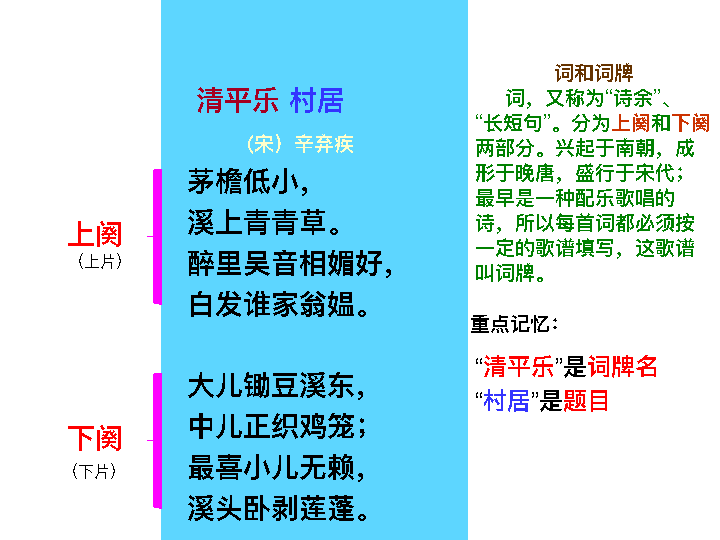 清平乐 村居
（宋）辛弃疾
茅檐低小，
溪上青青草。
醉里吴音相媚好，
白发谁家翁媪。
大儿锄豆溪东，
中儿正织鸡笼；
最喜小儿无赖，
溪头卧剥莲蓬。
上阕
（上片）
下阕
（下片）
词和词牌
词，又称为“诗余”、
“长短句”。分为上阕和下阕
两部分。兴起于南朝，成
形于晚唐，盛行于宋代；
最早是一种配乐歌唱的
诗，所以每首词都必须按
一定的歌谱填写，这歌谱
叫词牌。
重点记忆：
“清平乐”是词牌名
“村居”是题目